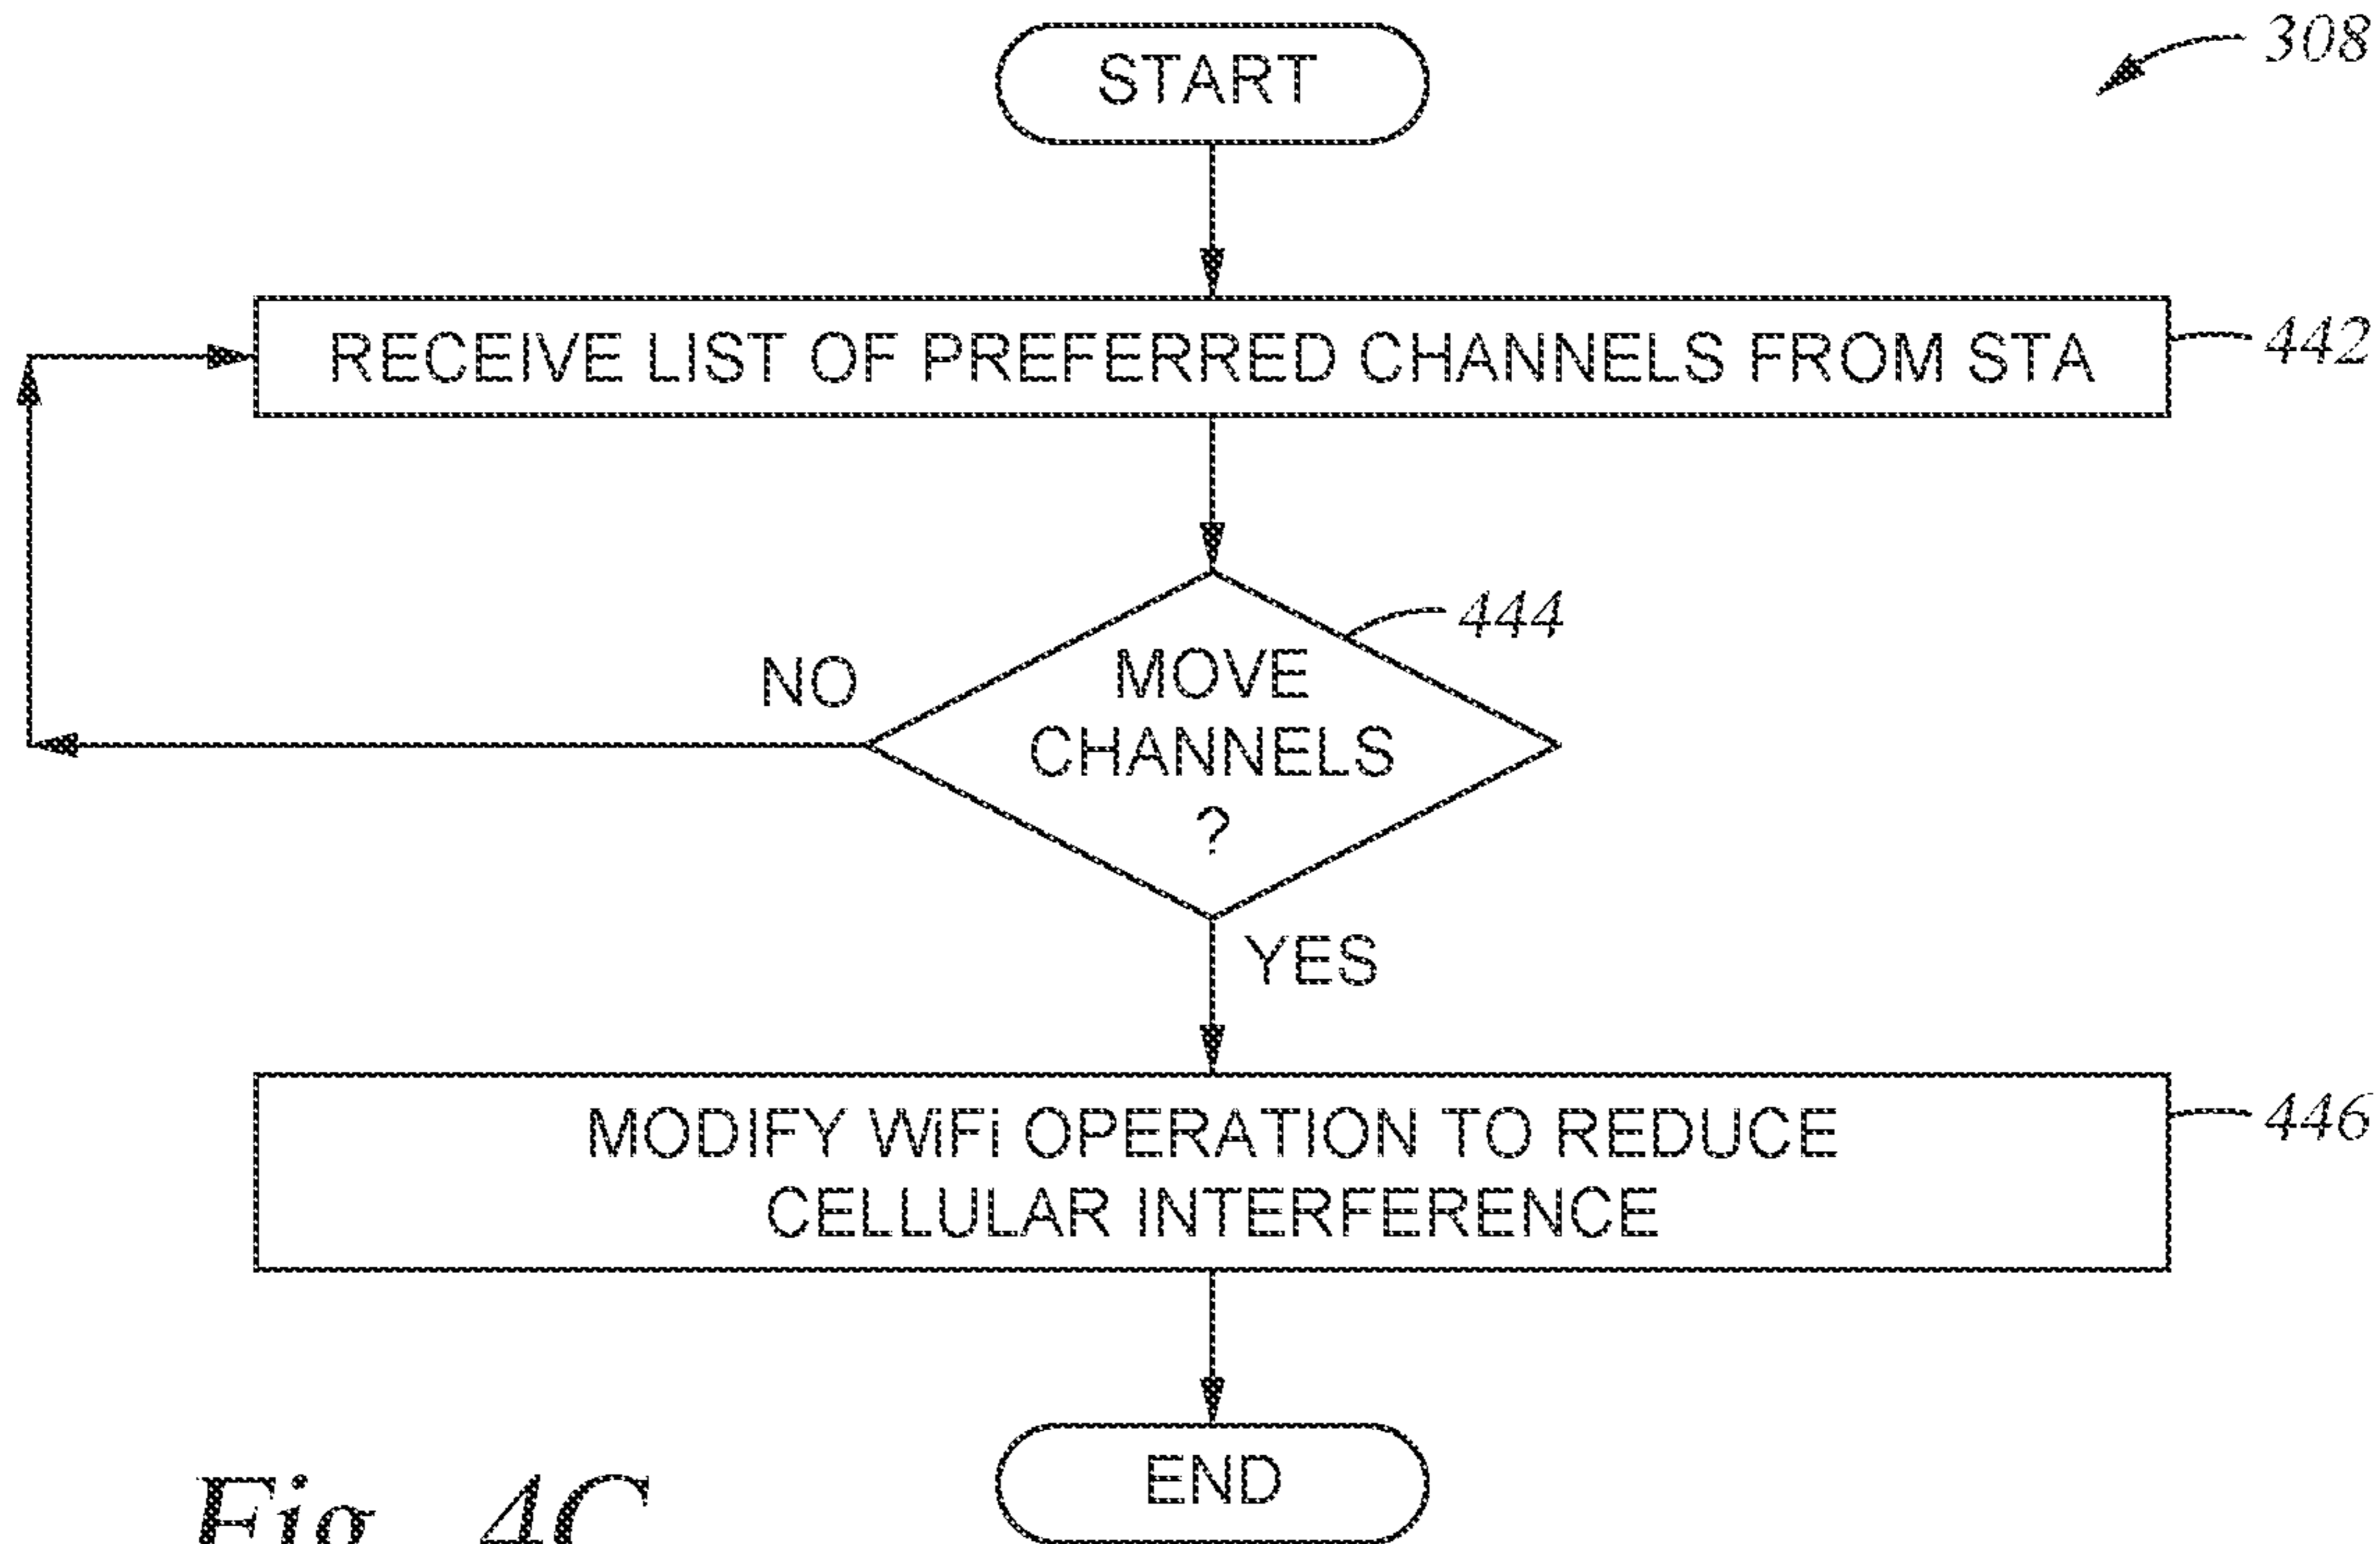 START
308
RECEIVE LIST OF PREFERRED CHANNELS FROM STA
442
444
MOVE
CHANNELS
?
NO
YES
MODIFY WiFi OPERATION TO REDUCE
CELLULAR INTERFERENCE
446
END
Fig. 4C